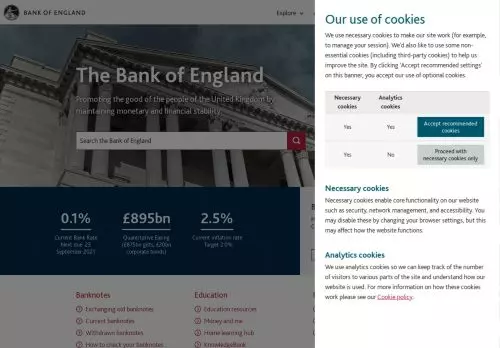 BANK OF ENGLAND
Explore
The Bank of England
Promoting the good of the people of the United Kingdom by
maintaining monetary and financial stability
Search the Bank of England
0.1%
Current Bank Rate
Next due: 23
September 2021
£895bn
Quantitative Easing
(£875bn gilts, £20bn
corporate bonds)
2.5%
Current inflation rate
Target 2.0%
Banknotes
Exchanging old banknotes
Current banknotes
Withdrawn banknotes
How to check your banknotes
Education
Education resources
Money and me
Home learning hub
KnowledgeBank
Our use of cookies
We use necessary cookies to make our site work (for example,
to manage your session). We'd also like to use some non-
essential cookies (including third-party cookies) to help us
improve the site. By clicking 'Accept recommended settings'
on this banner, you accept our use of optional cookies.
Necessary cookies
Analytics cookies
Yes
Yes
Accept recommended
cookies
Yes
No
Proceed with
necessary cookies only
Necessary cookies
Necessary cookies enable core functionality on our website
such as security, network management, and accessibility. You
may disable these by changing your browser settings, but this
may affect how the website functions.
Analytics cookies
We use analytics cookies so we can keep track of the number
of visitors to various parts of the site and understand how our
website is used. For more information on how these cookies
work please see our Cookie policy.